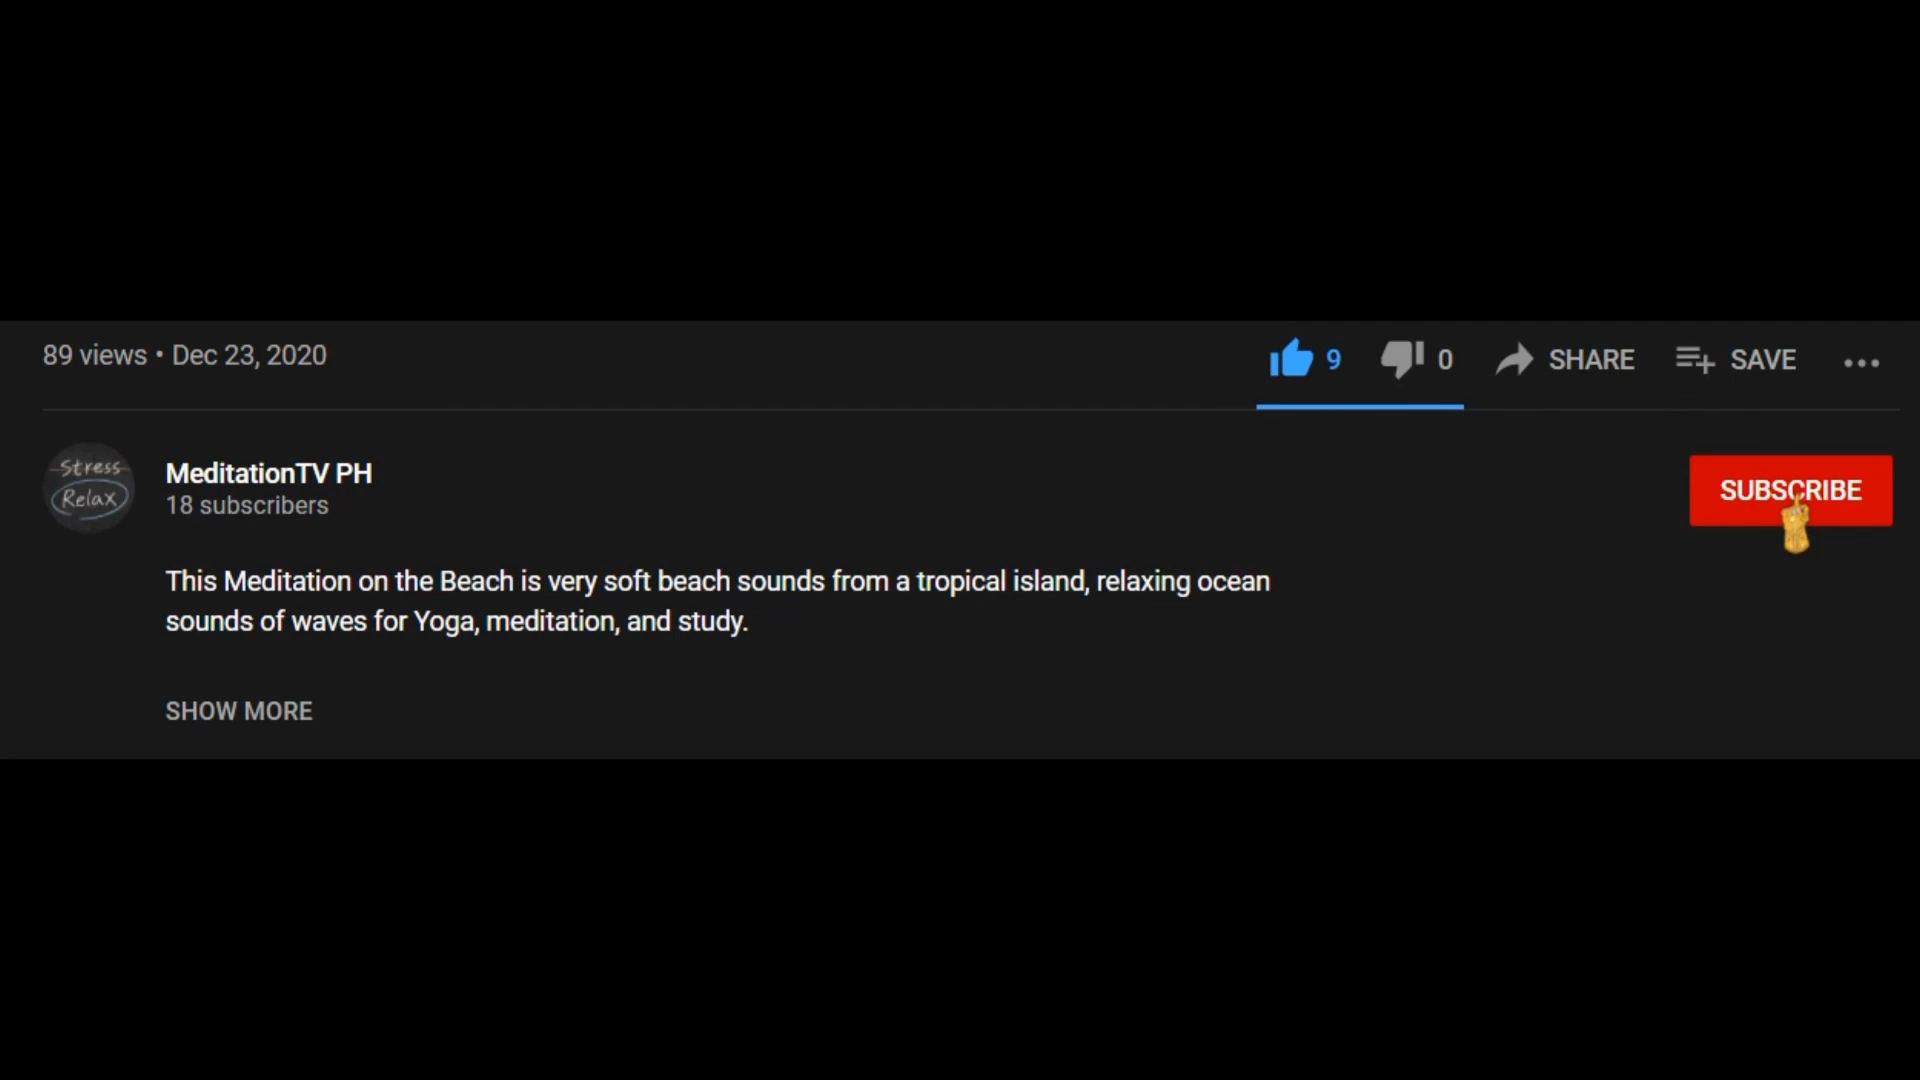 89 views • Dec 23, 2020
9 0 SHARE SAVE
Stress
Relax
MeditationTV PH
18 subscribers
SUBSCRIBE
This Meditation on the Beach is very soft beach sounds from a tropical island, relaxing ocean
sounds of waves for Yoga, meditation, and study.
SHOW MORE